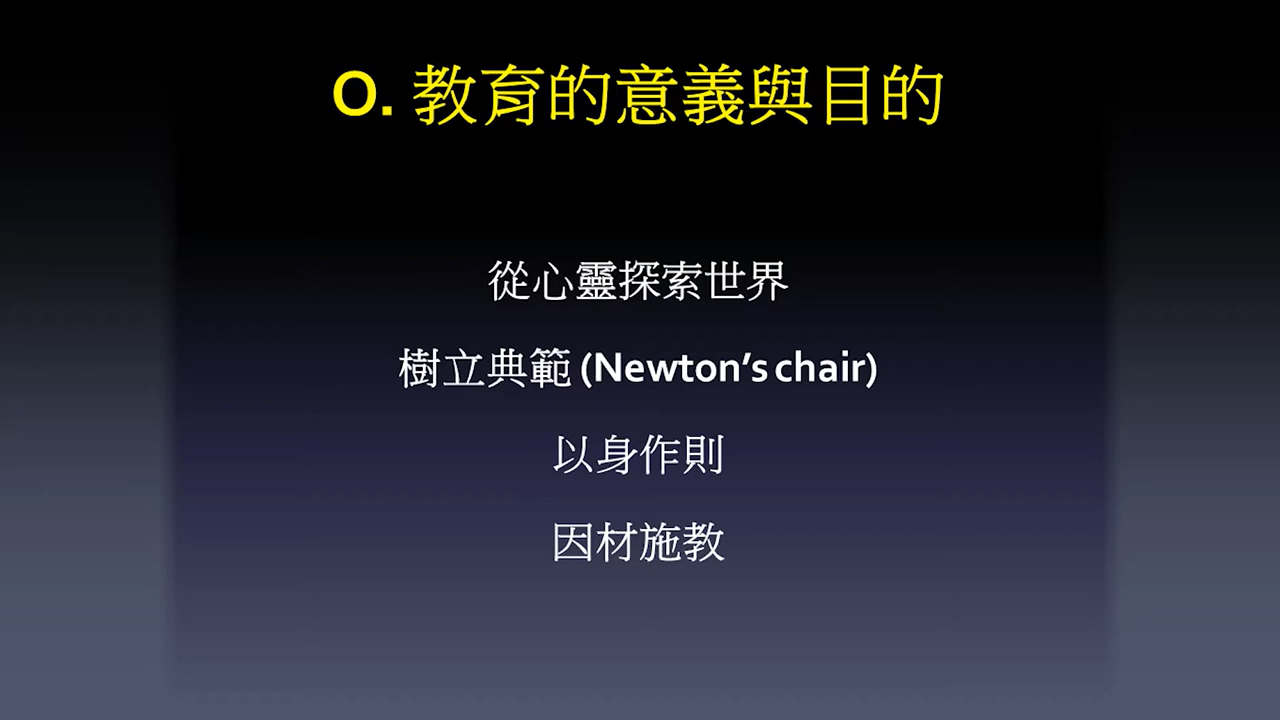 O. 教育的意義與目的
從心靈探索世界
樹立典範 (Newton’s chair)
以身作則
因材施教